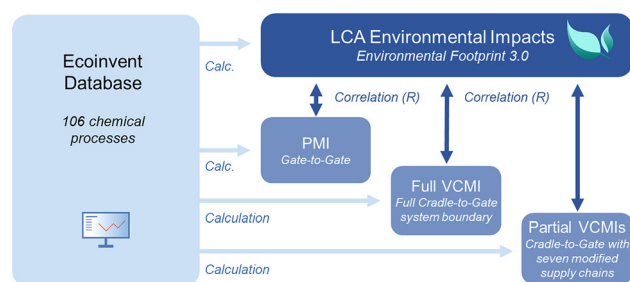 Ecoinvent
Database
106 chemical
processes
Calc.
LCA Environmental Impacts
Environmental Footprint 3.0
Correlation (R)
Correlation (R)
Calc.
PMI
Gate-to-Gate
Calculation
Full VCMI
Full Cradle-to-Gate
system boundary
Calculation
Partial VCMIs
Cradle-to-Gate with
seven modified
supply chains